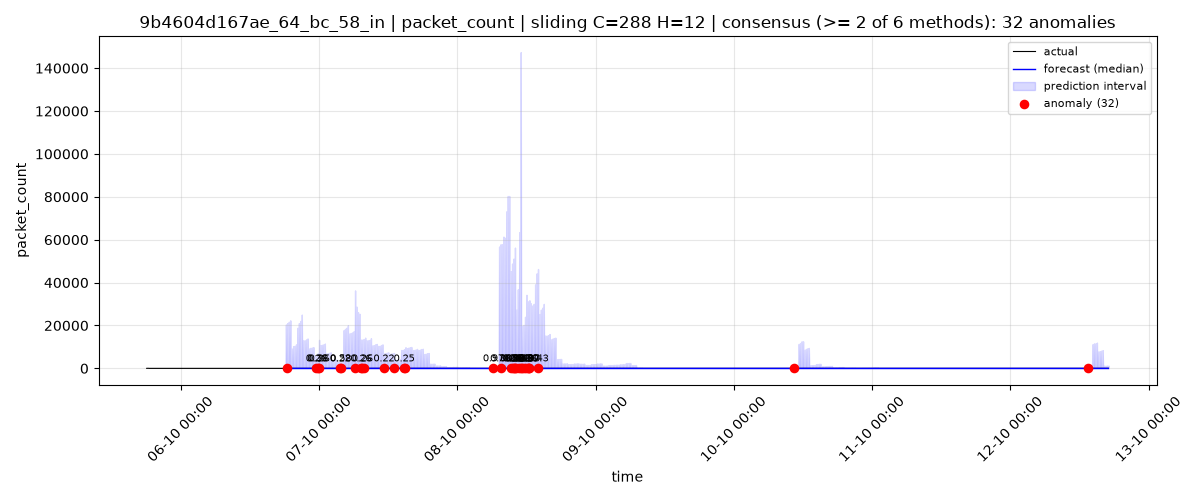 9b4604d167ae_64_bc_58_in | packet_count | sliding C=288 H=12 | consensus (>= 2 of 6 methods): 32 anomalies
actual
forecast (median)
prediction interval
anomaly (32)
packet_count
140000
120000
100000
80000
60000
40000
20000
0
0.22
0.25
06-10 00:00
07-10 00:00
08-10 00:00
09-10 00:00
10-10 00:00
11-10 00:00
12-10 00:00
13-10 00:00
time